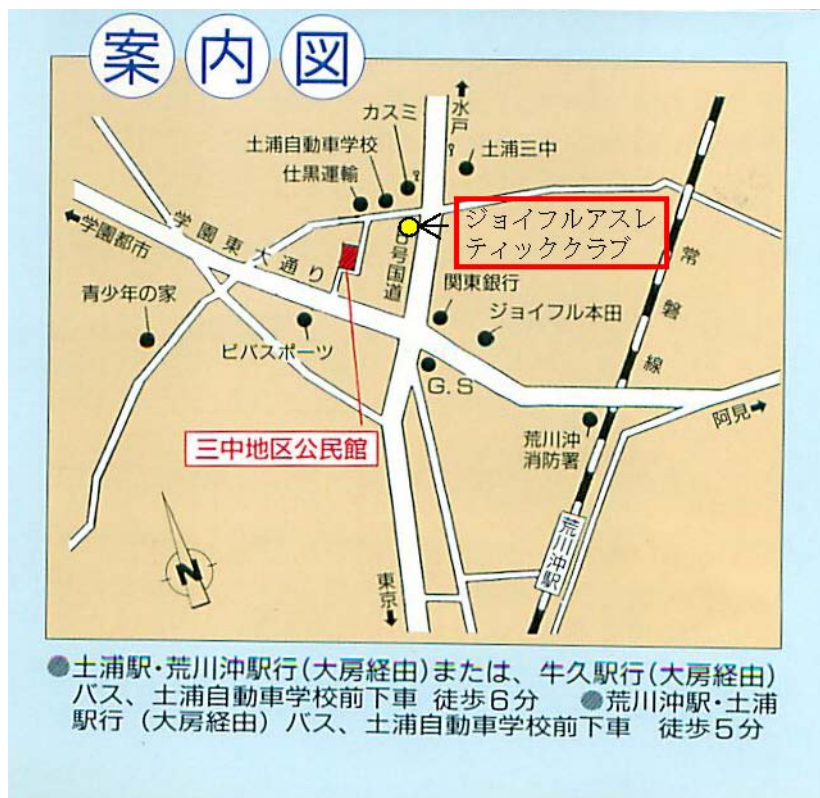 案内図
水戸
カスミ
土浦自動車学校
土浦三中
仕黒運輸
ジョイフルアスレ
ティッククラブ
学園都市
学園東大通り
号国道
常磐線
青少年の家
関東銀行
ジョイフル本田
ビバスポーツ
G.S
阿見
三中地区公民館
荒川沖
消防署
荒川沖駅
N
東京
●土浦駅・荒川沖駅行(大房経由)または、牛久駅行(大房経由)
バス、土浦自動車学校前下車 徒歩6分 ●荒川沖駅・土浦
駅行(大房経由)バス、土浦自動車学校前下車 徒歩5分